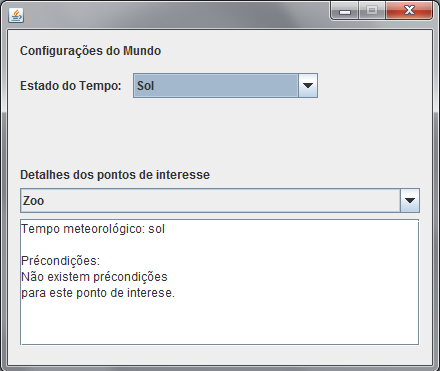 Configurações do Mundo
Estado do Tempo: Sol
Detalhes dos pontos de interesse
Zoo
Tempo meteorológico: sol
Précondições:
Não existem précondições
para este ponto de interese.